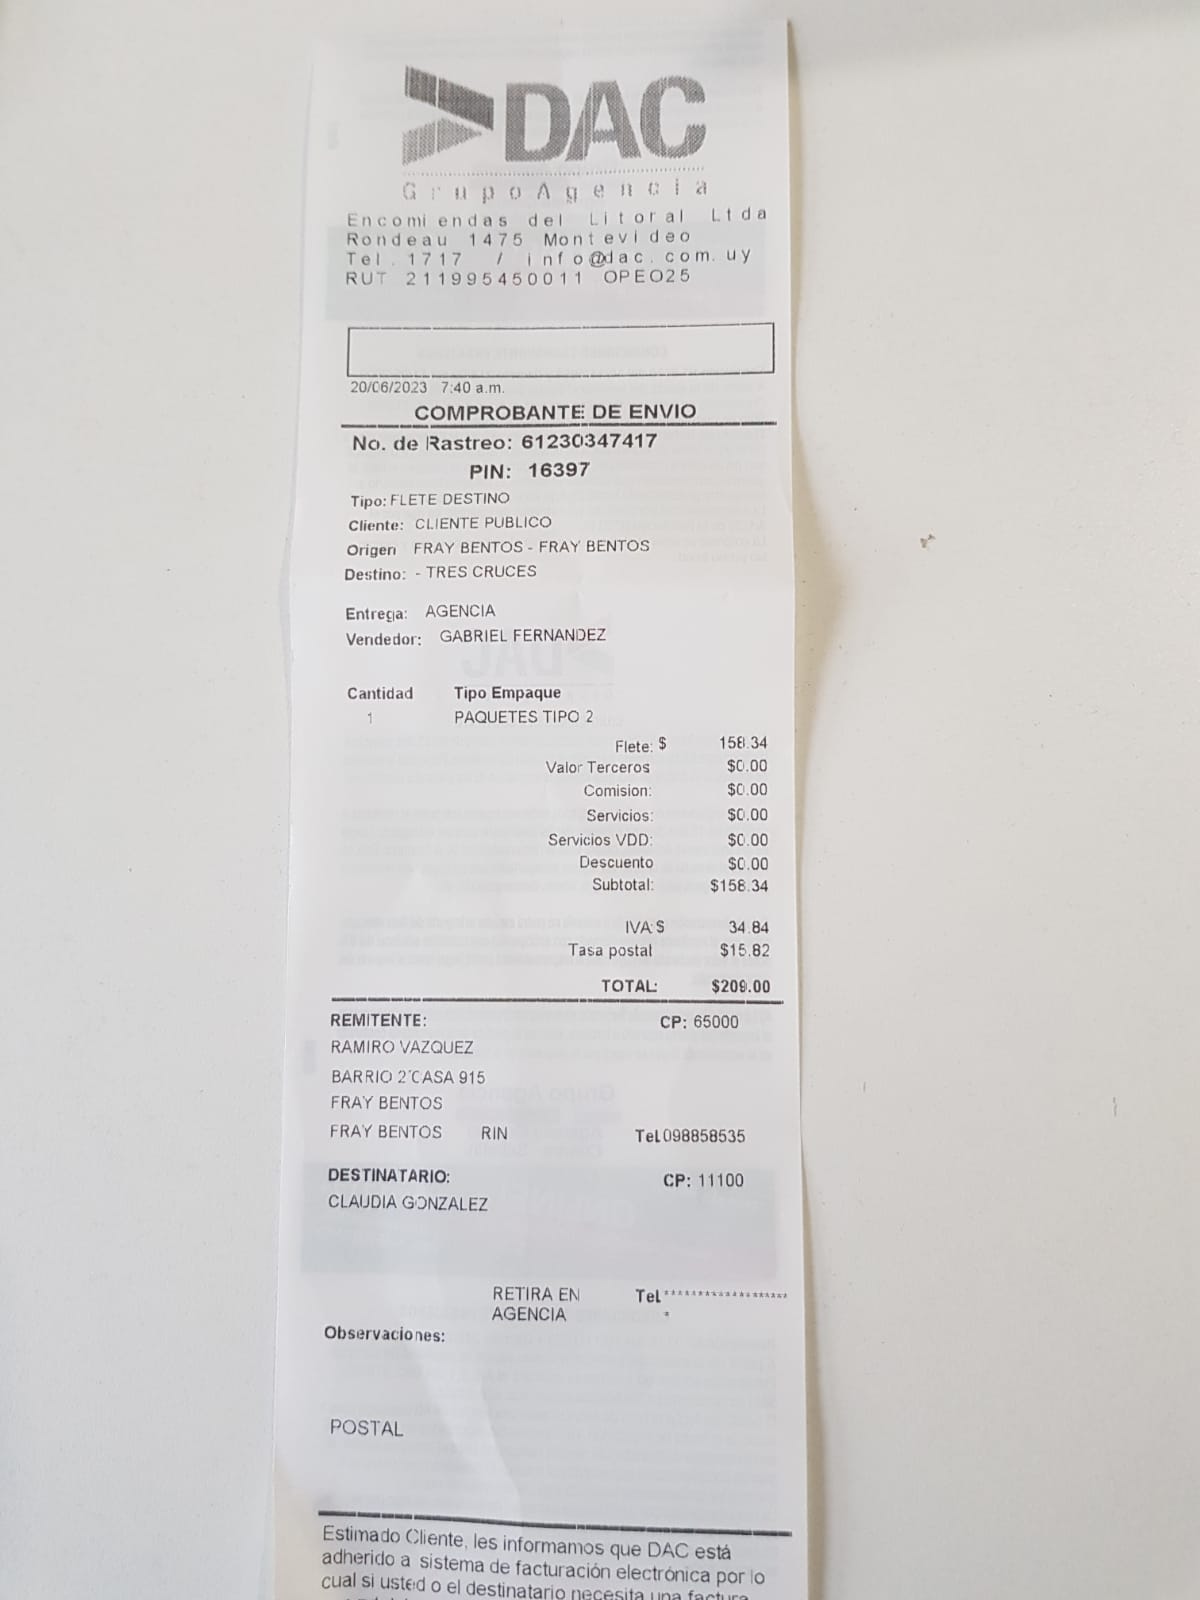 DAC
GrupoAgencia
Encomiendas del Litoral Ltda
Rondeau 1475 Montevideo
Tel. 1717 / info@dac.com.uy
RUT 211995450011 OPEO25
20/06/2023 7:40 a.m.
COMPROBANTE DE ENVIO
No. de Rastreo: 61230347417
PIN: 16397
Tipo: FLETE DESTINO
Cliente: CLIENTE PUBLICO
Origen FRAY BENTOS - FRAY BENTOS
Destino: - TRES CRUCES
Entrega: AGENCIA
Vendedor: GABRIEL FERNANDEZ
Cantidad Tipo Empaque
1 PAQUETES TIPO 2
Flete: $ 158.34
Valor Terceros $0.00
Comision: $0.00
Servicios: $0.00
Servicios VDD: $0.00
Descuento $0.00
Subtotal: $158.34
IVA:$ 34.84
Tasa postal $15.82
TOTAL: $209.00
REMITENTE: CP: 65000
RAMIRO VAZQUEZ
BARRIO 2'CASA 915
FRAY BENTOS
FRAY BENTOS RIN Tel.098858535
DESTINATARIO: CP: 11100
CLAUDIA GONZALEZ
RETIRA EN Tel.*******************
AGENCIA *
Observaciones:
POSTAL
Estimado Cliente, les informamos que DAC está
adherido a sistema de facturación electrónica por lo
cual si usted o el destinatario necesita una factura